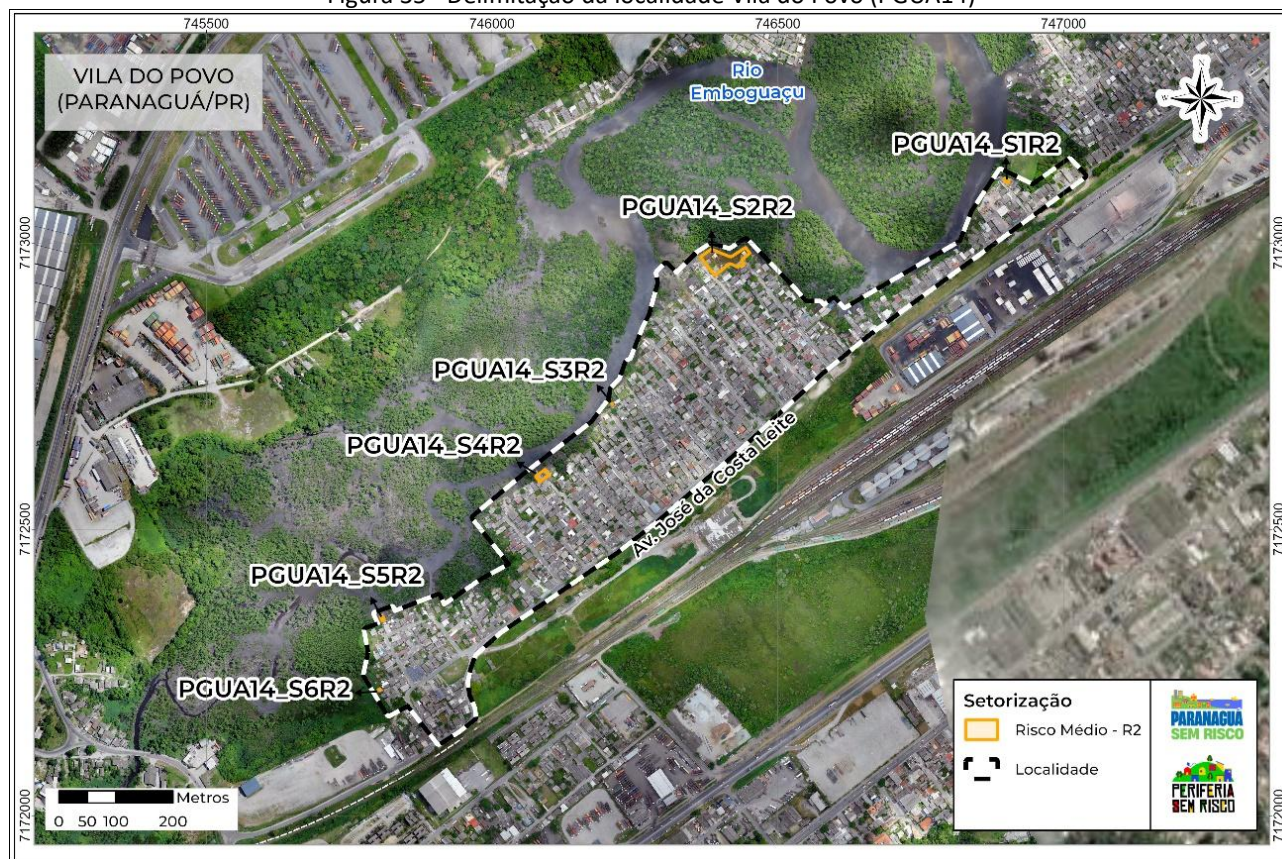 Figura 35 - Delimitação da localidade Vila do Povo (PGUA14)
745500
746000
746500
747000
VILA DO POVO
(PARANAGUÁ/PR)
Rio
Emboguaçu
PGUA14_S1R2
PGUA14_S2R2
7173000
7173000
PGUA14_S3R2
PGUA14_S4R2
Av. José da Costa Leite
7172500
7172500
PGUA14_S5R2
PGUA14_S6R2
Setorização
Risco Médio - R2
Localidade
PARANAGUÁ
SEM RISCO
PERIFERIA
SEM RISCO
Metros
0 50 100 200
7172000
7172000